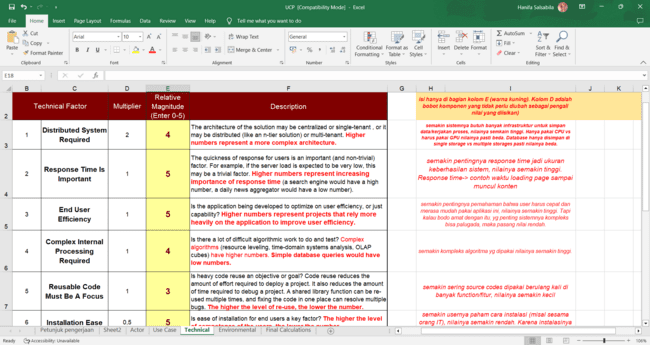 UCP [Compatibility Mode] - Excel
Hanifa Salsabila
File Home Insert Page Layout Formulas Data Review View Help Tell me what you want to do
Cut
Copy
Format Painter
Paste
Clipboard
Arial 10
B I U
Font
Wrap Text
Merge & Center
Alignment
General
Number
Conditional Formatting
Format as Table
Cell Styles
Styles
Insert Delete Format
Cells
AutoSum
Fill
Clear
Sort & Filter
Find & Select
Editing
E18
fx
B C D E F G H I J K
2
Technical Factor
Multiplier
Relative
Magnitude
(Enter 0-5)
Description
isi hanya di bagian kolom E (warna kuning). Kolom D adalah
bobot komponen yang tidak perlu diubah sebagai pengali
nilai yang diisikan)
3
1
Distributed System
Required
2
4
The architecture of the solution may be centralized or single-tenant , or it
may be distributed (like an n-tier solution) or multi-tenant. Higher
numbers represent a more complex architecture.
semakin sistemnya butuh banyak infrastruktur untuk simpan
data/kerjakan proses, nilainya semkain tinggi. Hanya pakai CPU vs
harus pakai GPU nilainya pasti beda. Database hanya disimpan di
single storage vs multiple storages pasti nilainya beda.
4
2
Response Time Is
Important
1
5
The quickness of response for users is an important (and non-trivial)
factor. For example, if the server load is expected to be very low, this
may be a trivial factor. Higher numbers represent increasing
importance of response time (a search engine would have a high
number, a daily news aggregator would have a low number).
semakin pentingnya response time jadi ukuran
keberhasilan sistem, nilainya semakin tinggi.
Response time-> contoh waktu loading page sampai
muncul konten
5
3
End User
Efficiency
1
5
Is the application being developed to optimize on user efficiency, or just
capability? Higher numbers represent projects that rely more
heavily on the application to improve user efficiency.
semakin pentingnya pemahaman bahwa user harus cepat dan
merasa mudah pakai aplikasi ini, nilainya semakin tinggi. Tapi
kalau bodo amat dengan itu, yg penting sistemnya kompleks
bisa palugada, maka pasang nilai rendah.
6
4
Complex Internal
Processing
Required
1
4
Is there a lot of difficult algorithmic work to do and test? Complex
algorithms (resource leveling, time-domain systems analysis, OLAP
cubes) have higher numbers. Simple database queries would have
low numbers.
semakin kompleks algoritma yg dipakai nilainya semakin tinggi.
7
5
Reusable Code
Must Be A Focus
1
3
Is heavy code reuse an objective or goal? Code reuse reduces the
amount of effort required to deploy a project. It also reduces the amount
of time required to debug a project. A shared library function can be re-
used multiple times, and fixing the code in one place can resolve multiple
bugs. The higher the level of re-use, the lower the number.
semakin sering source codes dipakai berulang kali di
banyak function/fitur, nilainya semakin kecil
6
Installation Ease
0.5
5
Is ease of installation for end users a key factor? The higher the level
semakin usernya paham cara instalasi (misal sesama
orang IT), nilainya semakin rendah. Karena instalasinya
Petunjuk pengerjaan Sheet2 Actor Use Case Technical Environmental Final Calculations
Ready
Accessibility: Unavailable
106%